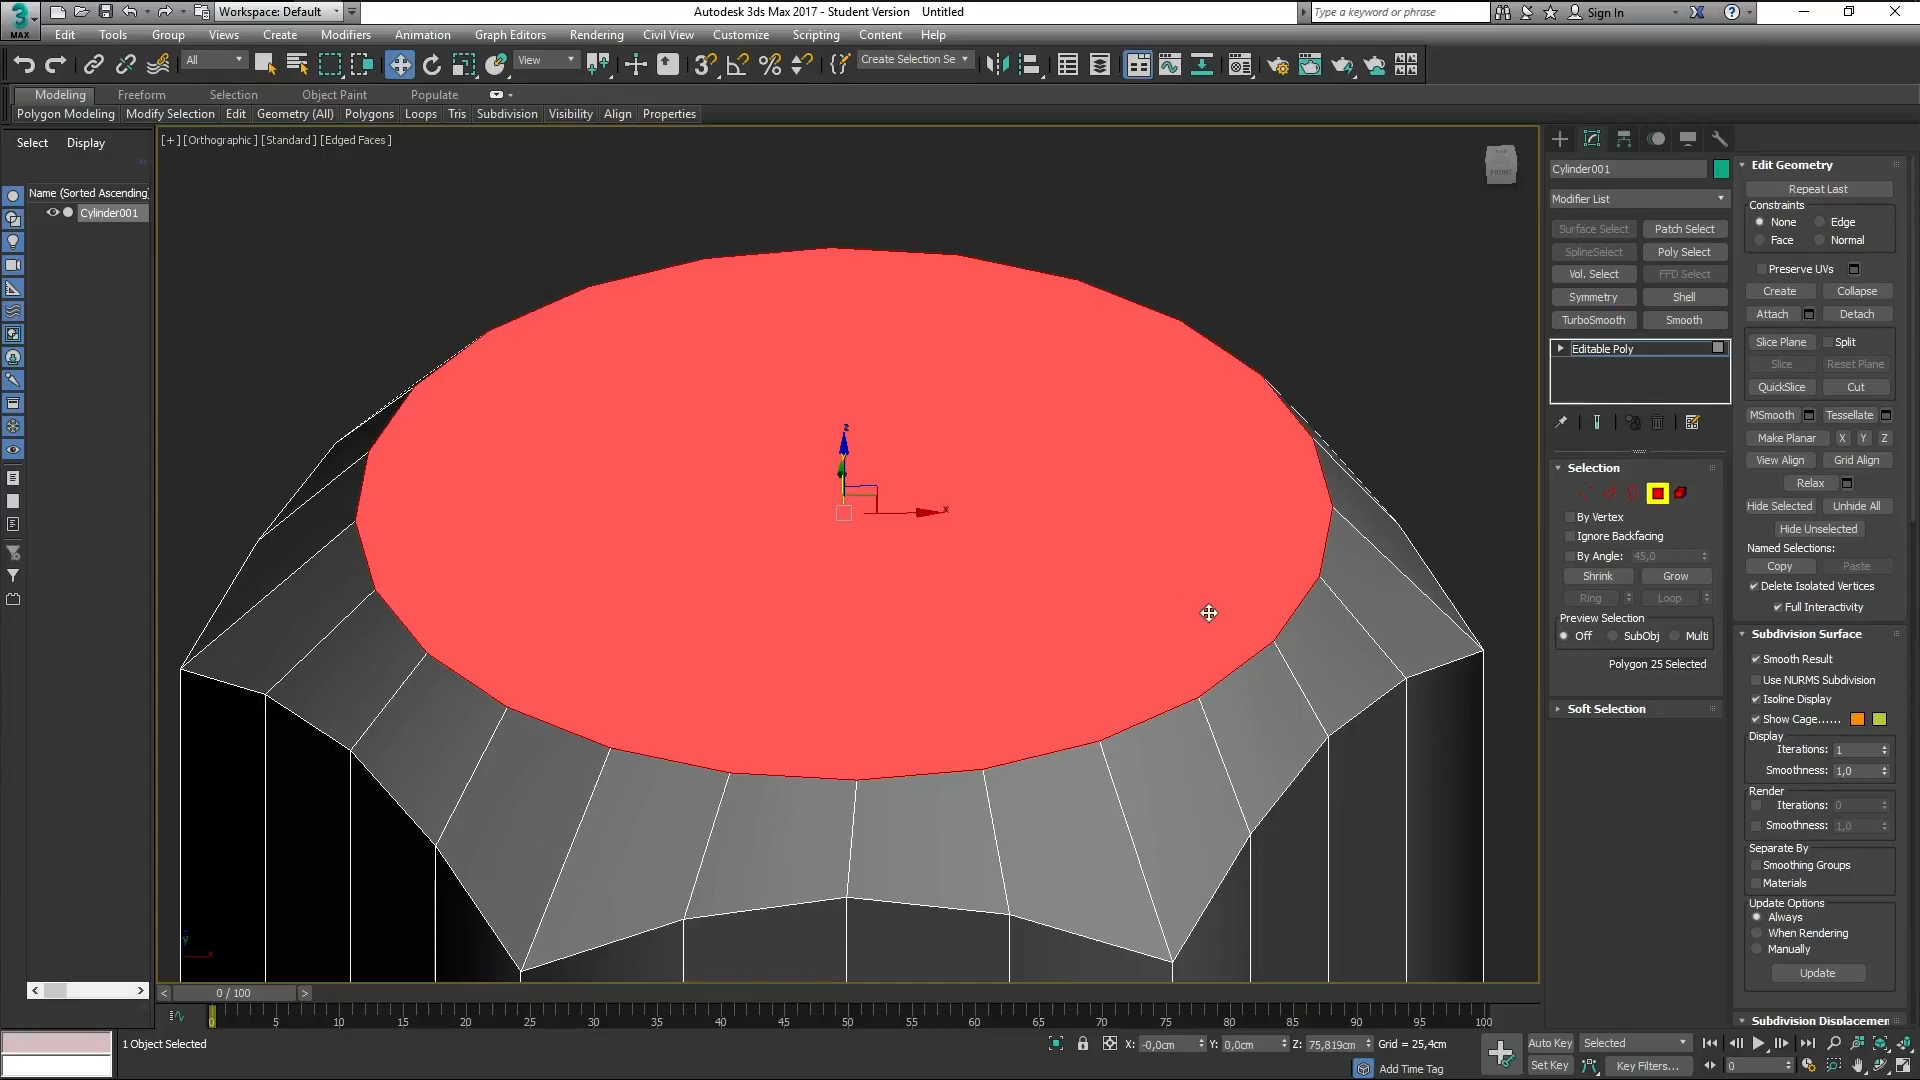 Workspace: Default
Autodesk 3ds Max 2017 - Student Version    Untitled
Type a keyword or phrase
Sign In
MAX
Edit Tools Group Views Create Modifiers Animation Graph Editors Rendering Civil View Customize Scripting Content Help
All
View
Create Selection Se
Modeling Freeform Selection Object Paint Populate
Polygon Modeling Modify Selection Edit Geometry (All) Polygons Loops Tris Subdivision Visibility Align Properties
Select Display
Name (Sorted Ascending)
Cylinder001
[+] [Orthographic] [Standard] [Edged Faces]
TOP
FRONT
z
x
y
Cylinder001
Modifier List
Surface Select Patch Select
SplineSelect Poly Select
Vol. Select FFD Select
Symmetry Shell
TurboSmooth Smooth
Editable Poly
Selection
By Vertex
Ignore Backfacing
By Angle: 45,0
Shrink Grow
Ring Loop
Preview Selection
Off SubObj Multi
Polygon 25 Selected
Soft Selection
Edit Geometry
Repeat Last
Constraints
None Edge
Face Normal
Preserve UVs
Create Collapse
Attach Detach
Slice Plane Split
Slice Reset Plane
QuickSlice Cut
MSmooth Tessellate
Make Planar X Y Z
View Align Grid Align
Relax
Hide Selected Unhide All
Hide Unselected
Named Selections:
Copy Paste
Delete Isolated Vertices
Full Interactivity
Subdivision Surface
Smooth Result
Use NURMS Subdivision
Isoline Display
Show Cage......
Display
Iterations: 1
Smoothness: 1,0
Render
Iterations: 0
Smoothness: 1,0
Separate By
Smoothing Groups
Materials
Update Options
Always
When Rendering
Manually
Update
Subdivision Displacemen
< >
< 0 / 100 >
0 5 10 15 20 25 30 35 40 45 50 55 60 65 70 75 80 85 90 95 100
1 Object Selected
X: -0,0cm Y: 0,0cm Z: 75,819cm Grid = 25,4cm
Add Time Tag
Auto Key Selected
Set Key Key Filters...
0